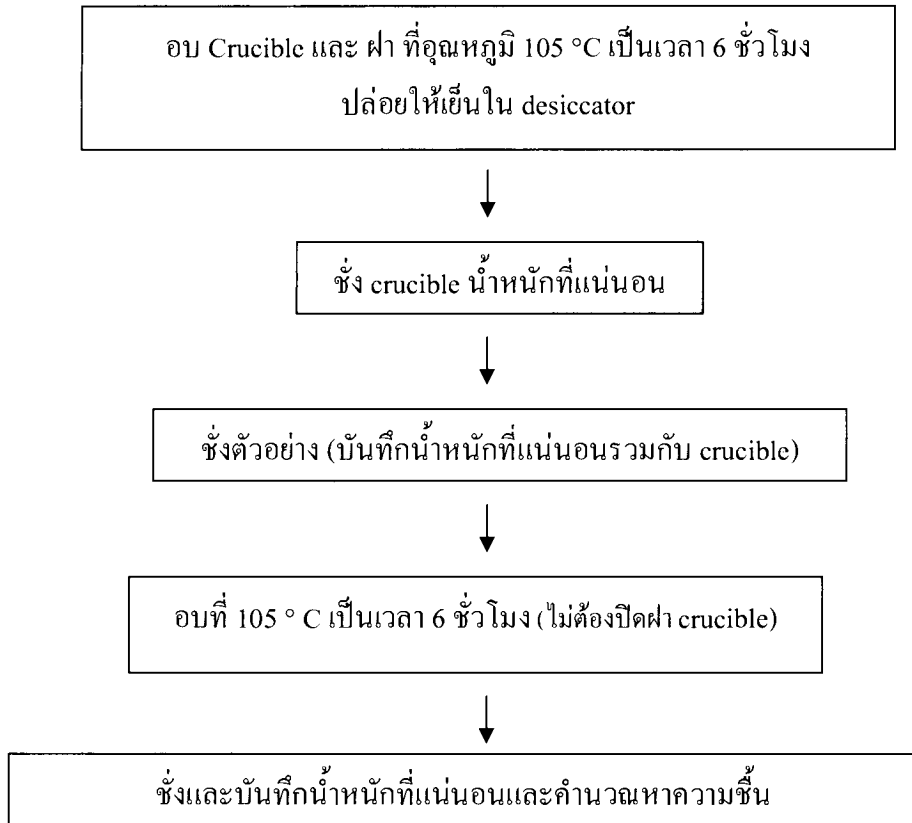 อบ Crucible และ ฝา ที่อุณหภูมิ 105 °C เป็นเวลา 6 ชั่วโมง
ปล่อยให้เย็นใน desiccator
ชั่ง crucible น้ำหนักที่แน่นอน
ชั่งตัวอย่าง (บันทึกน้ำหนักที่แน่นอนรวมกับ crucible)
อบที่ 105 ° C เป็นเวลา 6 ชั่วโมง (ไม่ต้องปิดฝา crucible)
ชั่งและบันทึกน้ำหนักที่แน่นอนและคำนวณหาความชื้น